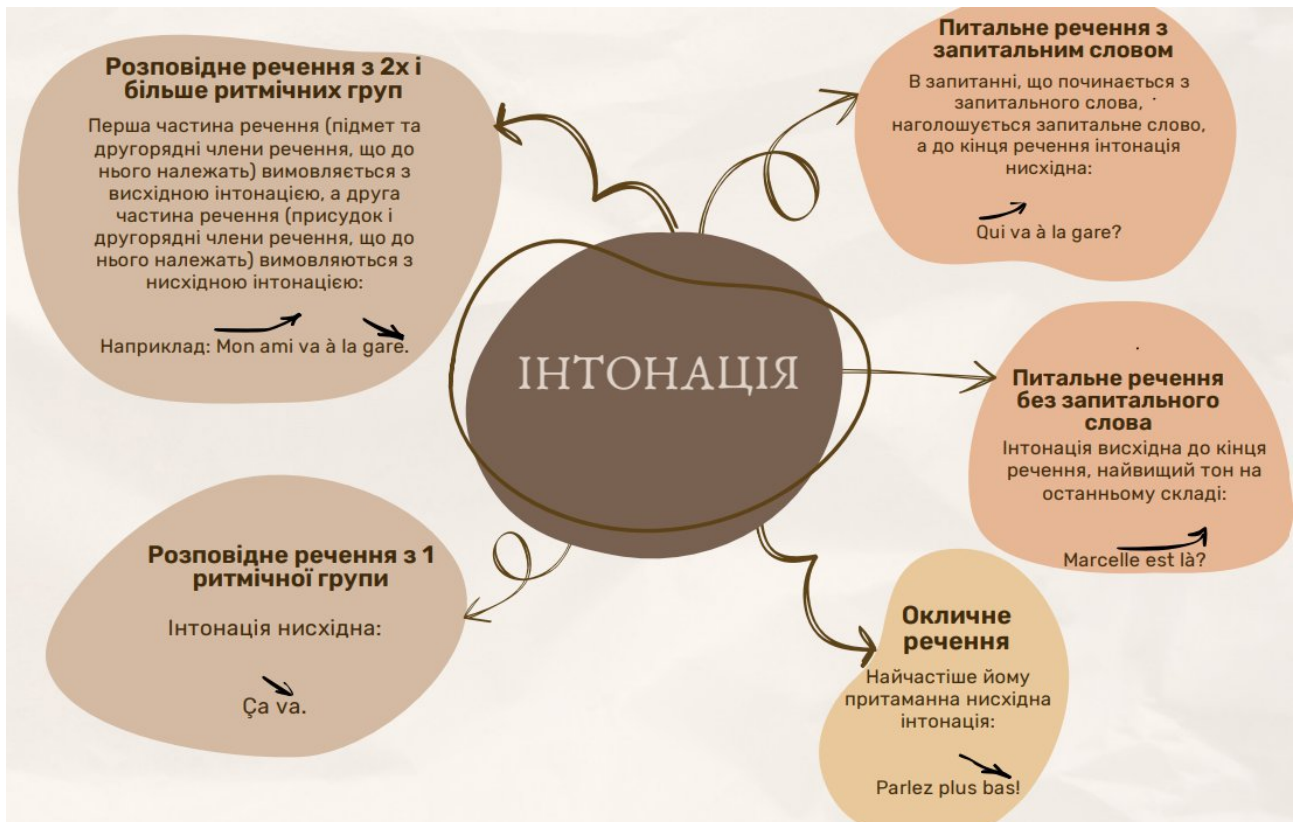 Розповідне речення з 2х і
більше ритмічних груп
Перша частина речення (підмет та
другорядні члени речення, що до
нього належать) вимовляється з
висхідною інтонацією, а друга
частина речення (присудок і
другорядні члени речення, що до
нього належать) вимовляються з
нисхідною інтонацією:
Наприклад: Mon ami va à la gare.
Питальне речення з
запитальним словом
В запитанні, що починається з
запитального слова,
наголошується запитальне слово,
а до кінця речення інтонація
нисхідна:
Qui va à la gare?
ІНТОНАЦІЯ
Питальне речення
без запитального
слова
Інтонація висхідна до кінця
речення, найвищий тон на
останньому складі:
Marcelle est là?
Розповідне речення з 1
ритмічної групи
Інтонація нисхідна:
Ça va.
Окличне
речення
Найчастіше йому
притаманна нисхідна
інтонація:
Parlez plus bas!